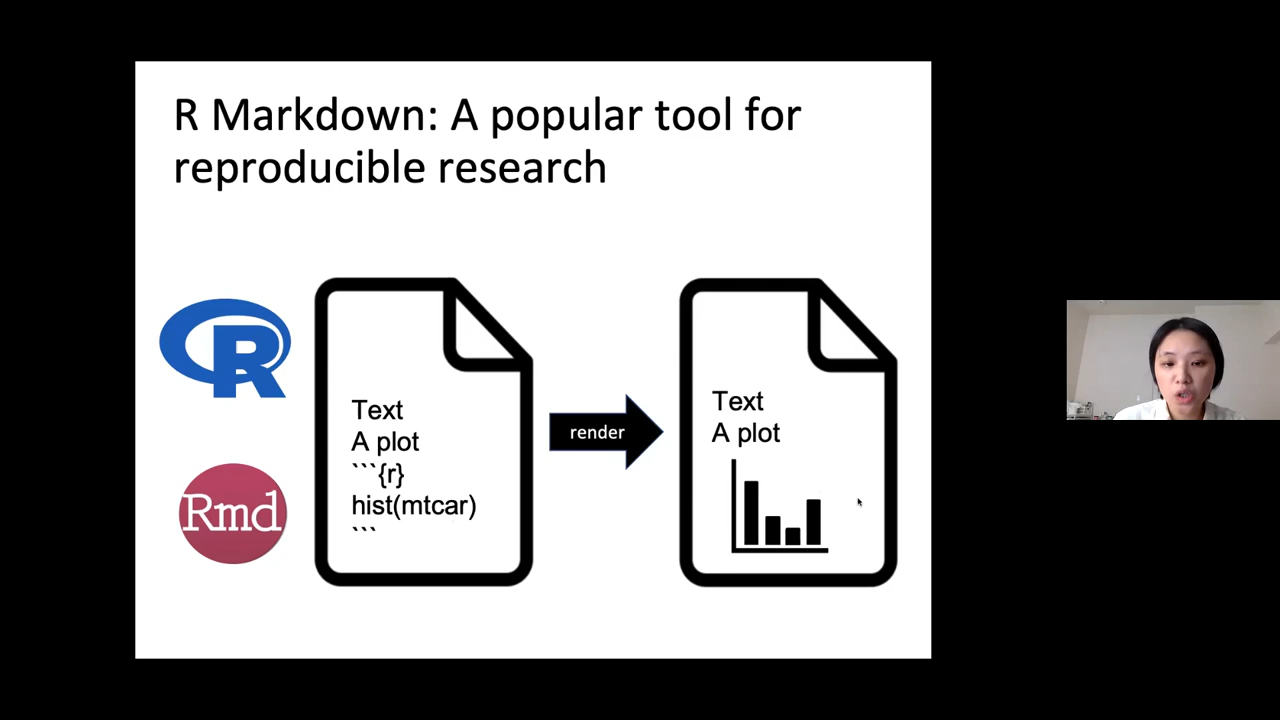 R Markdown: A popular tool for
reproducible research
R
Rmd
Text
A plot
```{r}
hist(mtcar)
```
render
Text
A plot